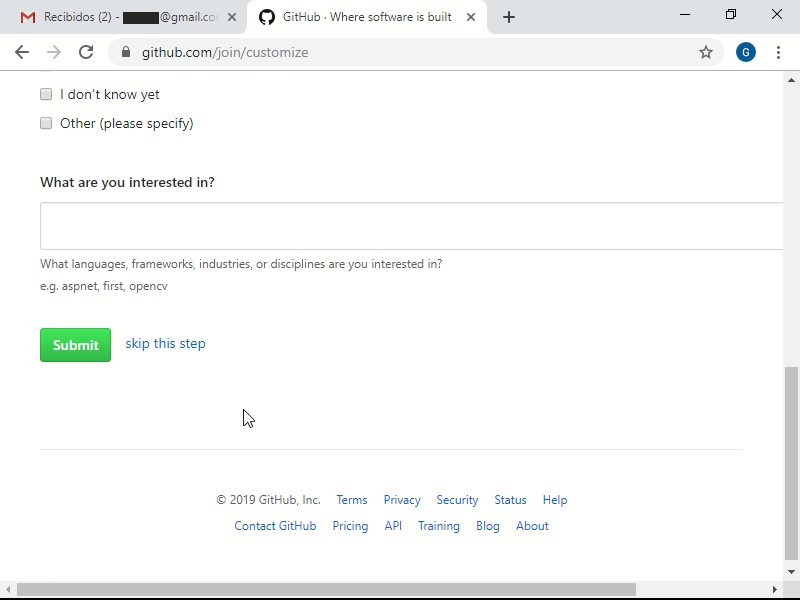 Recibidos (2) - @gmail.co
GitHub · Where software is built
github.com/join/customize
G
I don't know yet
Other (please specify)
What are you interested in?
What languages, frameworks, industries, or disciplines are you interested in?
e.g. aspnet, first, opencv
Submit skip this step
© 2019 GitHub, Inc. Terms Privacy Security Status Help
Contact GitHub Pricing API Training Blog About